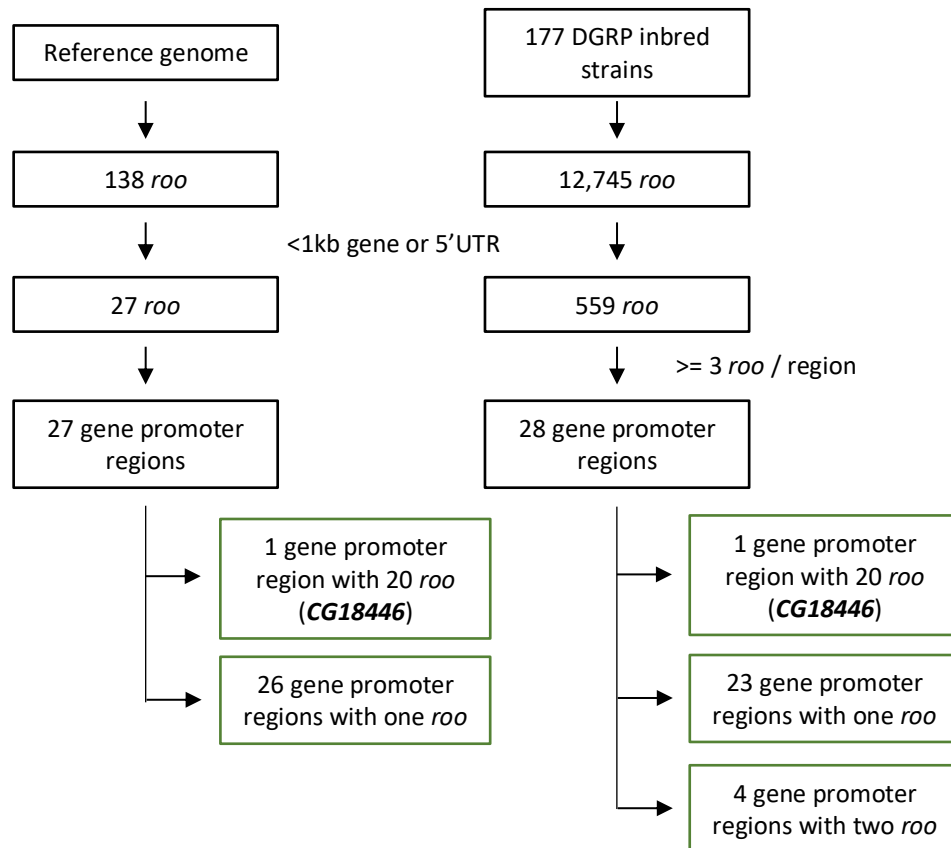 Reference genome
177 DGRP inbred
strains
138 roo
12,745 roo
<1kb gene or 5’UTR
27 roo
559 roo
>= 3 roo / region
27 gene promoter
regions
28 gene promoter
regions
1 gene promoter
region with 20 roo
(CG18446)
1 gene promoter
region with 20 roo
(CG18446)
26 gene promoter
regions with one roo
23 gene promoter
regions with one roo
4 gene promoter
regions with two roo